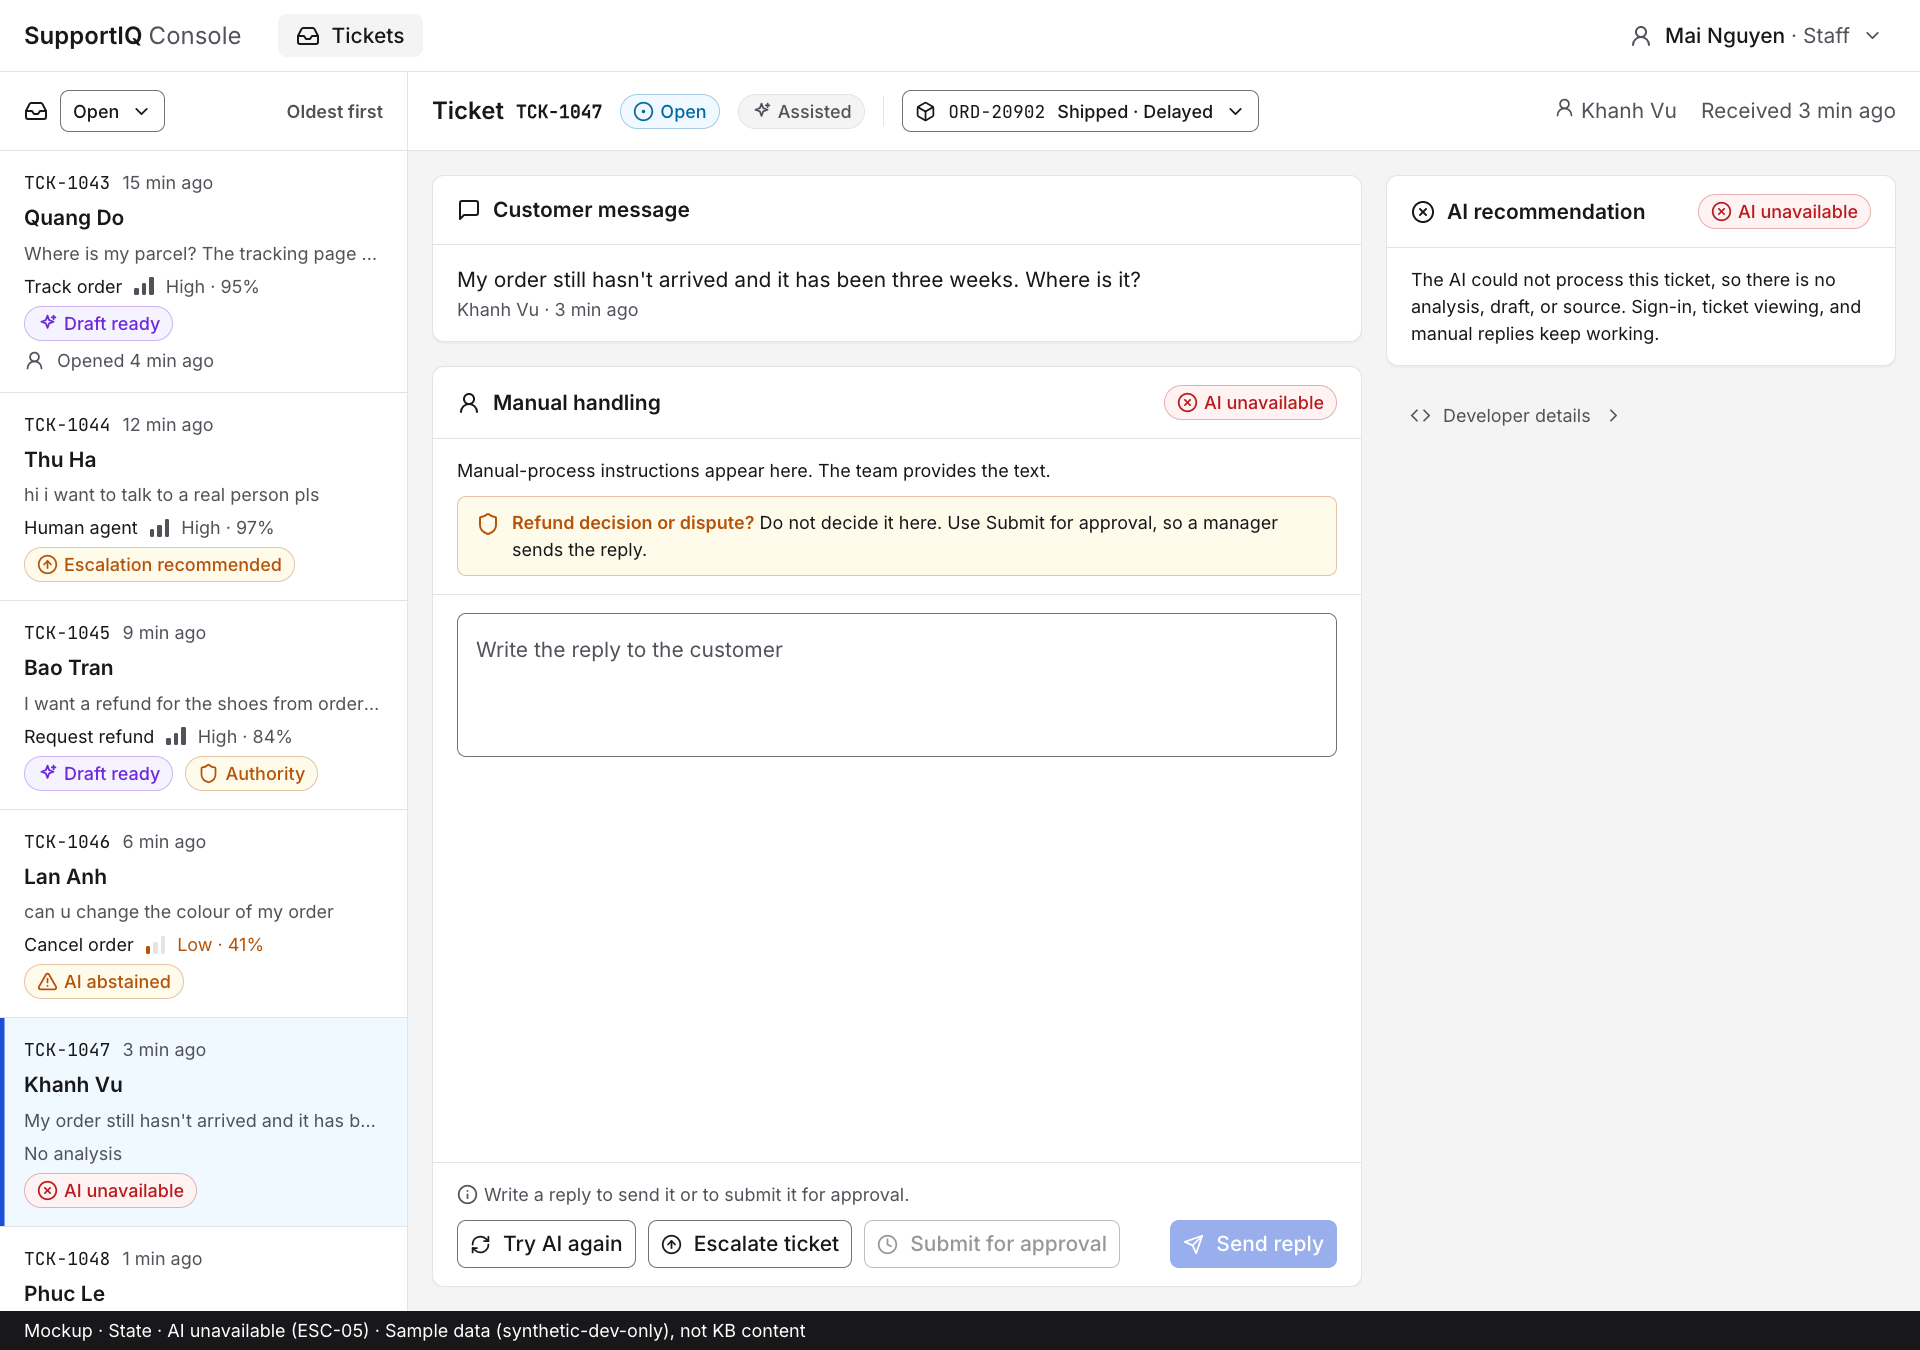 SupportIQ Console
Tickets
Mai Nguyen · Staff
Open
Oldest first
TCK-1043 15 min ago
Quang Do
Where is my parcel? The tracking page ...
Track order High · 95%
Draft ready
Opened 4 min ago
TCK-1044 12 min ago
Thu Ha
hi i want to talk to a real person pls
Human agent High · 97%
Escalation recommended
TCK-1045 9 min ago
Bao Tran
I want a refund for the shoes from order...
Request refund High · 84%
Draft ready Authority
TCK-1046 6 min ago
Lan Anh
can u change the colour of my order
Cancel order Low · 41%
AI abstained
TCK-1047 3 min ago
Khanh Vu
My order still hasn't arrived and it has b...
No analysis
AI unavailable
TCK-1048 1 min ago
Phuc Le
Ticket TCK-1047 Open Assisted ORD-20902 Shipped · Delayed Khanh Vu Received 3 min ago
Customer message
My order still hasn't arrived and it has been three weeks. Where is it?
Khanh Vu · 3 min ago
Manual handling AI unavailable
Manual-process instructions appear here. The team provides the text.
Refund decision or dispute? Do not decide it here. Use Submit for approval, so a manager
sends the reply.
Write the reply to the customer
Write a reply to send it or to submit it for approval.
Try AI again Escalate ticket Submit for approval Send reply
AI recommendation AI unavailable
The AI could not process this ticket, so there is no
analysis, draft, or source. Sign-in, ticket viewing, and
manual replies keep working.
Developer details
Mockup · State · AI unavailable (ESC-05) · Sample data (synthetic-dev-only), not KB content